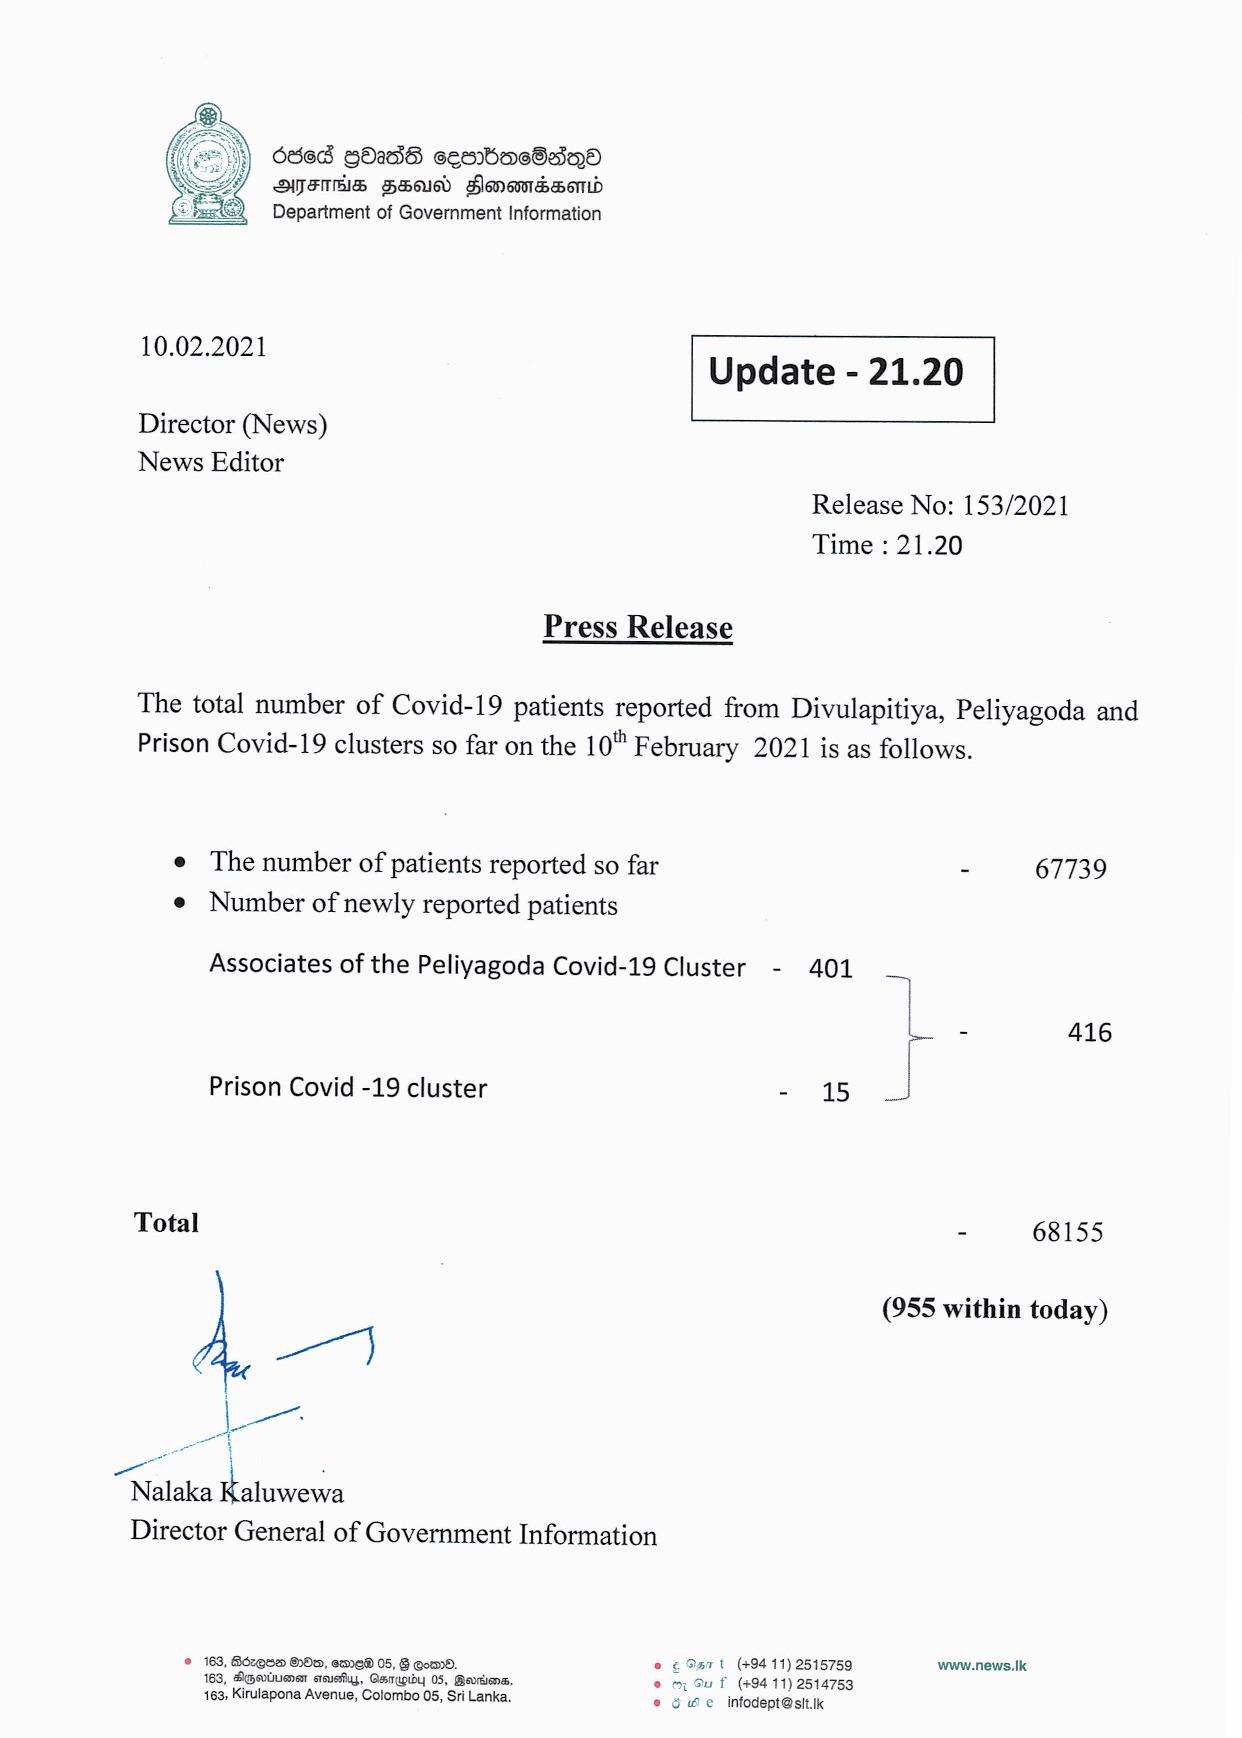 රජයේ ප්‍රවෘත්ති දෙපාර්තමේන්තුව
அரசாங்க தகவல் திணைக்களம்
Department of Government Information
10.02.2021
Update - 21.20
Director (News)
News Editor
Release No: 153/2021
Time : 21.20
Press Release
The total number of Covid-19 patients reported from Divulapitiya, Peliyagoda and
Prison Covid-19 clusters so far on the 10th February 2021 is as follows.
• The number of patients reported so far - 67739
• Number of newly reported patients
Associates of the Peliyagoda Covid-19 Cluster - 401
- 416
Prison Covid -19 cluster - 15
Total - 68155
(955 within today)
Nalaka Kaluwewa
Director General of Government Information
163, කිරුලපන මාවත, කොළඹ 05, ශ්‍රී ලංකාව.
163, கிருலப்பனை எவனியூ, கொழும்பு 05, இலங்கை.
163, Kirulapona Avenue, Colombo 05, Sri Lanka.
දු தொ t (+94 11) 2515759
ෆැ பெ f (+94 11) 2514753
ඊ மி e infodept@slt.lk
www.news.lk